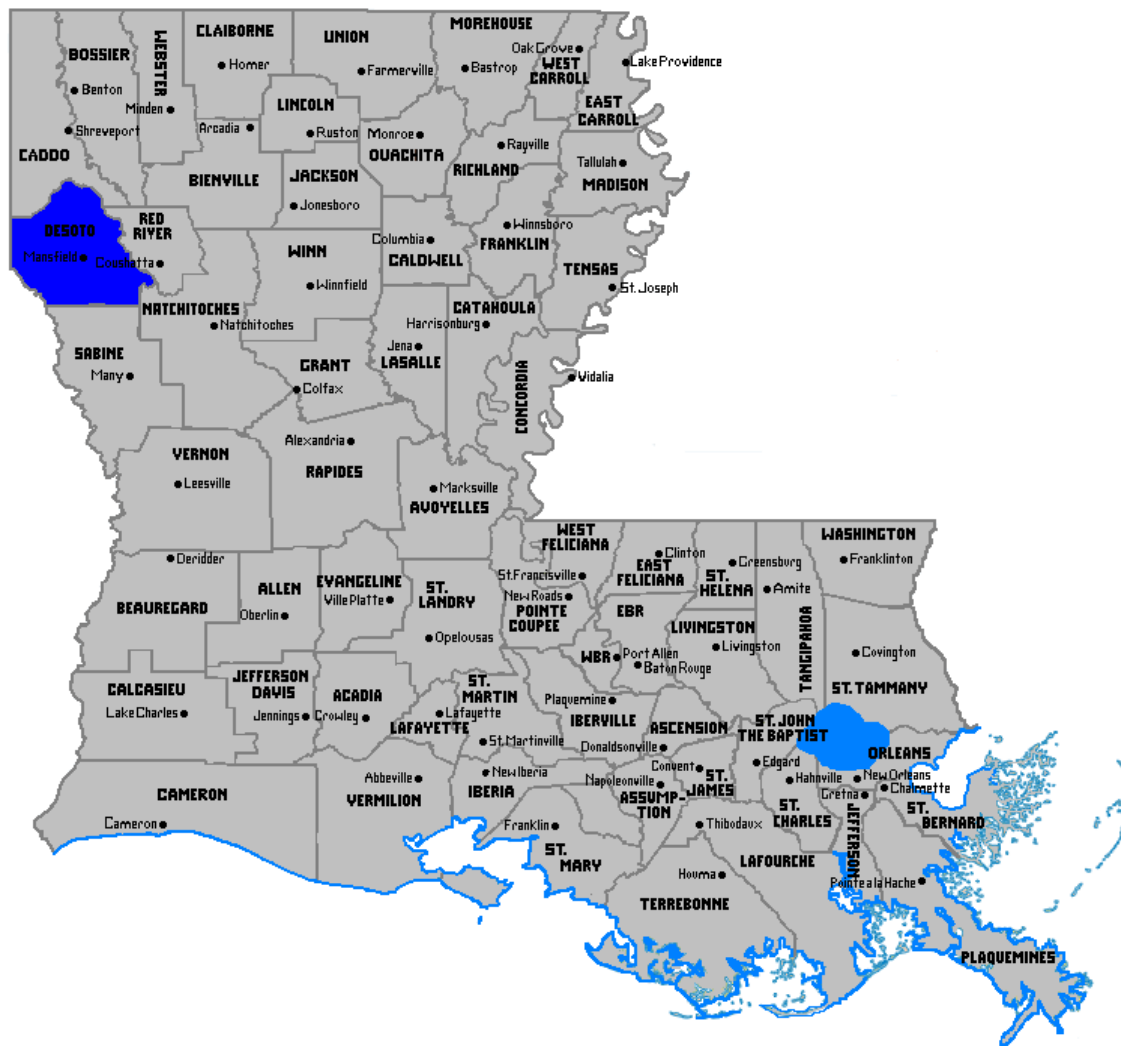 MOREHOUSE
CLAIBORNE
UNION
BOSSIER
WEBSTER
Oak Grove
WEST
CARROLL
Lake Providence
Homer
Farmerville
Bastrop
Benton
Minden
LINCOLN
EAST
CARROLL
Shreveport
Arcadia
Ruston
Monroe
OUACHITA
Rayville
CADDO
BIENVILLE
JACKSON
RICHLAND
Tallulah
MADISON
Jonesboro
DESOTO
RED
RIVER
Winnsboro
FRANKLIN
Mansfield
Coushatta
WINN
Columbia
CALDWELL
TENSAS
Winnfield
St. Joseph
NATCHITOCHES
Natchitoches
CATAHOULA
Harrisonburg
SABINE
Many
GRANT
Jena
LASALLE
Colfax
CONCORDIA
Vidalia
VERNON
Leesville
Alexandria
RAPIDES
Marksville
AVOYELLES
WEST
FELICIANA
WASHINGTON
Franklinton
Deridder
BEAUREGARD
ALLEN
Oberlin
EVANGELINE
Ville Platte
ST.
LANDRY
Opelousas
St. Francisville
New Roads
POINTE
COUPEE
Clinton
EAST
FELICIANA
Greensburg
ST.
HELENA
Amite
EBR
LIVINGSTON
Livingston
TANGIPAHOA
Covington
ST. TAMMANY
WBR
Port Allen
Baton Rouge
CALCASIEU
Lake Charles
JEFFERSON
DAVIS
Jennings
ACADIA
Crowley
LAFAYETTE
Lafayette
ST.
MARTIN
St. Martinville
Plaquemine
IBERVILLE
ASCENSION
Donaldsonville
ST. JOHN
THE BAPTIST
Edgard
ORLEANS
New Orleans
Chalmette
CAMERON
Cameron
Abbeville
VERMILION
New Iberia
IBERIA
Napoleonville
ASSUMP-
TION
Convent
ST.
JAMES
Hahnville
ST.
CHARLES
Gretna
JEFFERSON
ST.
BERNARD
Franklin
ST.
MARY
Thibodaux
LAFOURCHE
Houma
TERREBONNE
Pointe a la Hache
PLAQUEMINES